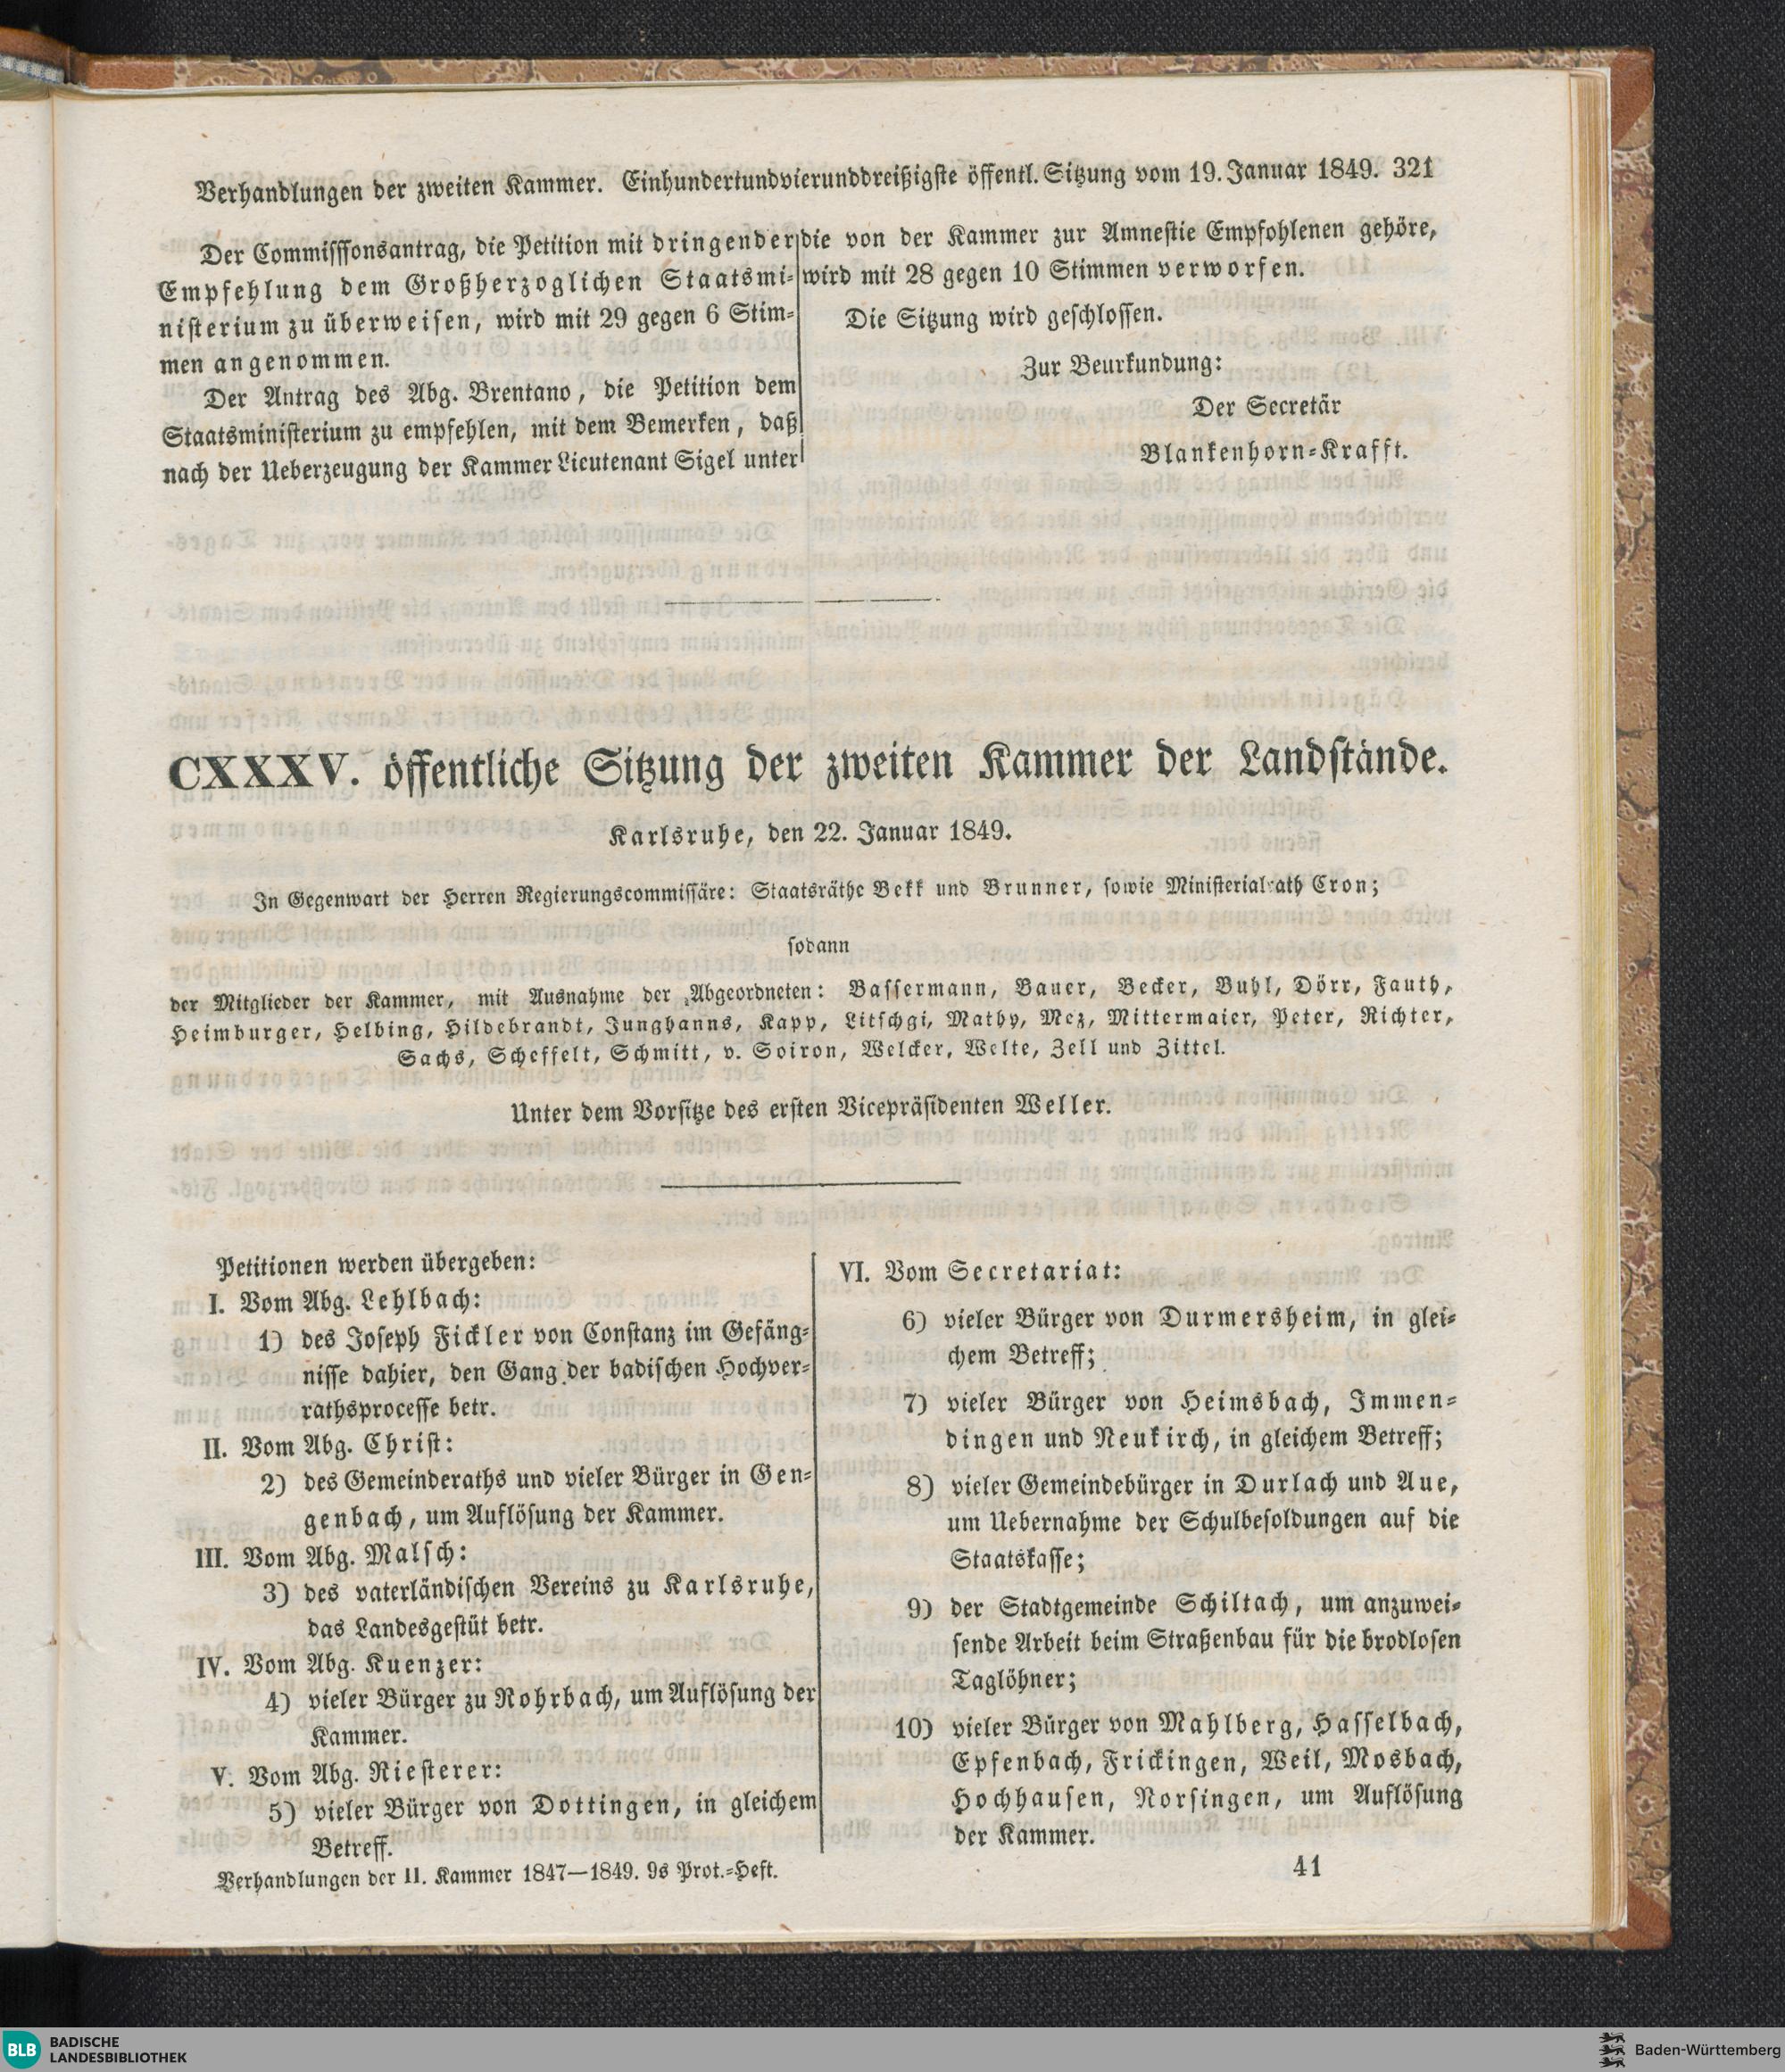 Verhandlungen der zweiten Kammer. Einhundertundvierunddreißigste öffentl. Sitzung vom 19. Januar 1849. 321
Der Commissionsantrag, die Petition mit dringender
Empfehlung dem Großherzoglichen Staatsmi-
nisterium zu überweisen, wird mit 29 gegen 6 Stim-
men angenommen.
Der Antrag des Abg. Brentano, die Petition dem
Staatsministerium zu empfehlen, mit dem Bemerken, daß
nach der Ueberzeugung der Kammer Lieutenant Sigel unter
die von der Kammer zur Amnestie Empfohlenen gehöre,
wird mit 28 gegen 10 Stimmen verworfen.
Die Sitzung wird geschlossen.
Zur Beurkundung:
Der Secretär
Blankenhorn-Krafft.
CXXXV. öffentliche Sitzung der zweiten Kammer der Landstände.
Karlsruhe, den 22. Januar 1849.
In Gegenwart der Herren Regierungscommissäre: Staatsräthe Bekk und Brunner, sowie Ministerialrath Cron;
sodann
der Mitglieder der Kammer, mit Ausnahme der Abgeordneten: Bassermann, Bauer, Becker, Buhl, Dörr, Fauth,
Heimburger, Helbing, Hildebrandt, Junghanns, Kapp, Litschgi, Mathy, Mez, Mittermaier, Peter, Richter,
Sachs, Scheffelt, Schmitt, v. Soiron, Welcker, Welte, Zell und Zittel.
Unter dem Vorsitze des ersten Vicepräsidenten Weller.
Petitionen werden übergeben:
I. Vom Abg. Lehlbach:
1) des Joseph Fickler von Constanz im Gefäng-
nisse dahier, den Gang der badischen Hochver-
rathsprocesse betr.
II. Vom Abg. Christ:
2) des Gemeinderaths und vieler Bürger in Gen-
genbach, um Auflösung der Kammer.
III. Vom Abg. Malsch:
3) des vaterländischen Vereins zu Karlsruhe,
das Landesgestüt betr.
IV. Vom Abg. Kuenzer:
4) vieler Bürger zu Rohrbach, um Auflösung der
Kammer.
V. Vom Abg. Riesterer:
5) vieler Bürger von Dottingen, in gleichem
Betreff.
VI. Vom Secretariat:
6) vieler Bürger von Durmersheim, in glei-
chem Betreff;
7) vieler Bürger von Heimsbach, Immen-
dingen und Neukirch, in gleichem Betreff;
8) vieler Gemeindebürger in Durlach und Aue,
um Uebernahme der Schulbesoldungen auf die
Staatskasse;
9) der Stadtgemeinde Schiltach, um anzuwei-
sende Arbeit beim Straßenbau für die brodlosen
Taglöhner;
10) vieler Bürger von Mahlberg, Hasselbach,
Epfenbach, Frickingen, Weil, Mosbach,
Hochhausen, Norsingen, um Auflösung
der Kammer.
Verhandlungen der II. Kammer 1847—1849. 9s Prot.-Heft.
41
BLB BADISCHE
LANDESBIBLIOTHEK
Baden-Württemberg